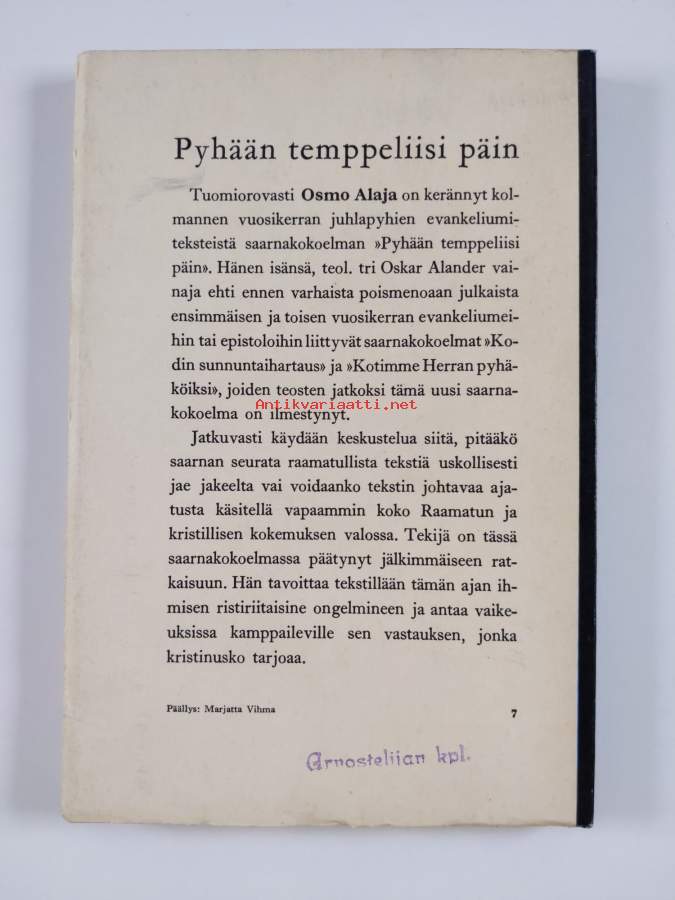 Pyhään temppeliisi päin
Tuomiorovasti Osmo Alaja on kerännyt kol-
mannen vuosikerran juhlapyhien evankeliumi-
teksteistä saarnakokoelman »Pyhään temppeliisi
päin». Hänen isänsä, teol. tri Oskar Alander vai-
naja ehti ennen varhaista poismenoaan julkaista
ensimmäisen ja toisen vuosikerran evankeliumei-
hin tai epistoloihin liittyvät saarnakokoelmat »Ko-
din sunnuntaihartaus» ja »Kotimme Herran pyhä-
köiksi», joiden teosten jatkoksi tämä uusi saarna-
kokoelma on ilmestynyt.
Antikvariaatti.net
Jatkuvasti käydään keskustelua siitä, pitääkö
saarnan seurata raamatullista tekstiä uskollisesti
jae jakeelta vai voidaanko tekstin johtavaa aja-
tusta käsitellä vapaammin koko Raamatun ja
kristillisen kokemuksen valossa. Tekijä on tässä
saarnakokoelmassa päätynyt jälkimmäiseen rat-
kaisuun. Hän tavoittaa tekstillään tämän ajan ih-
misen ristiriitaisine ongelmineen ja antaa vaike-
uksissa kamppaileville sen vastauksen, jonka
kristinusko tarjoaa.
Päällys: Marjatta Vihma
7
Arvostelijan kpl.